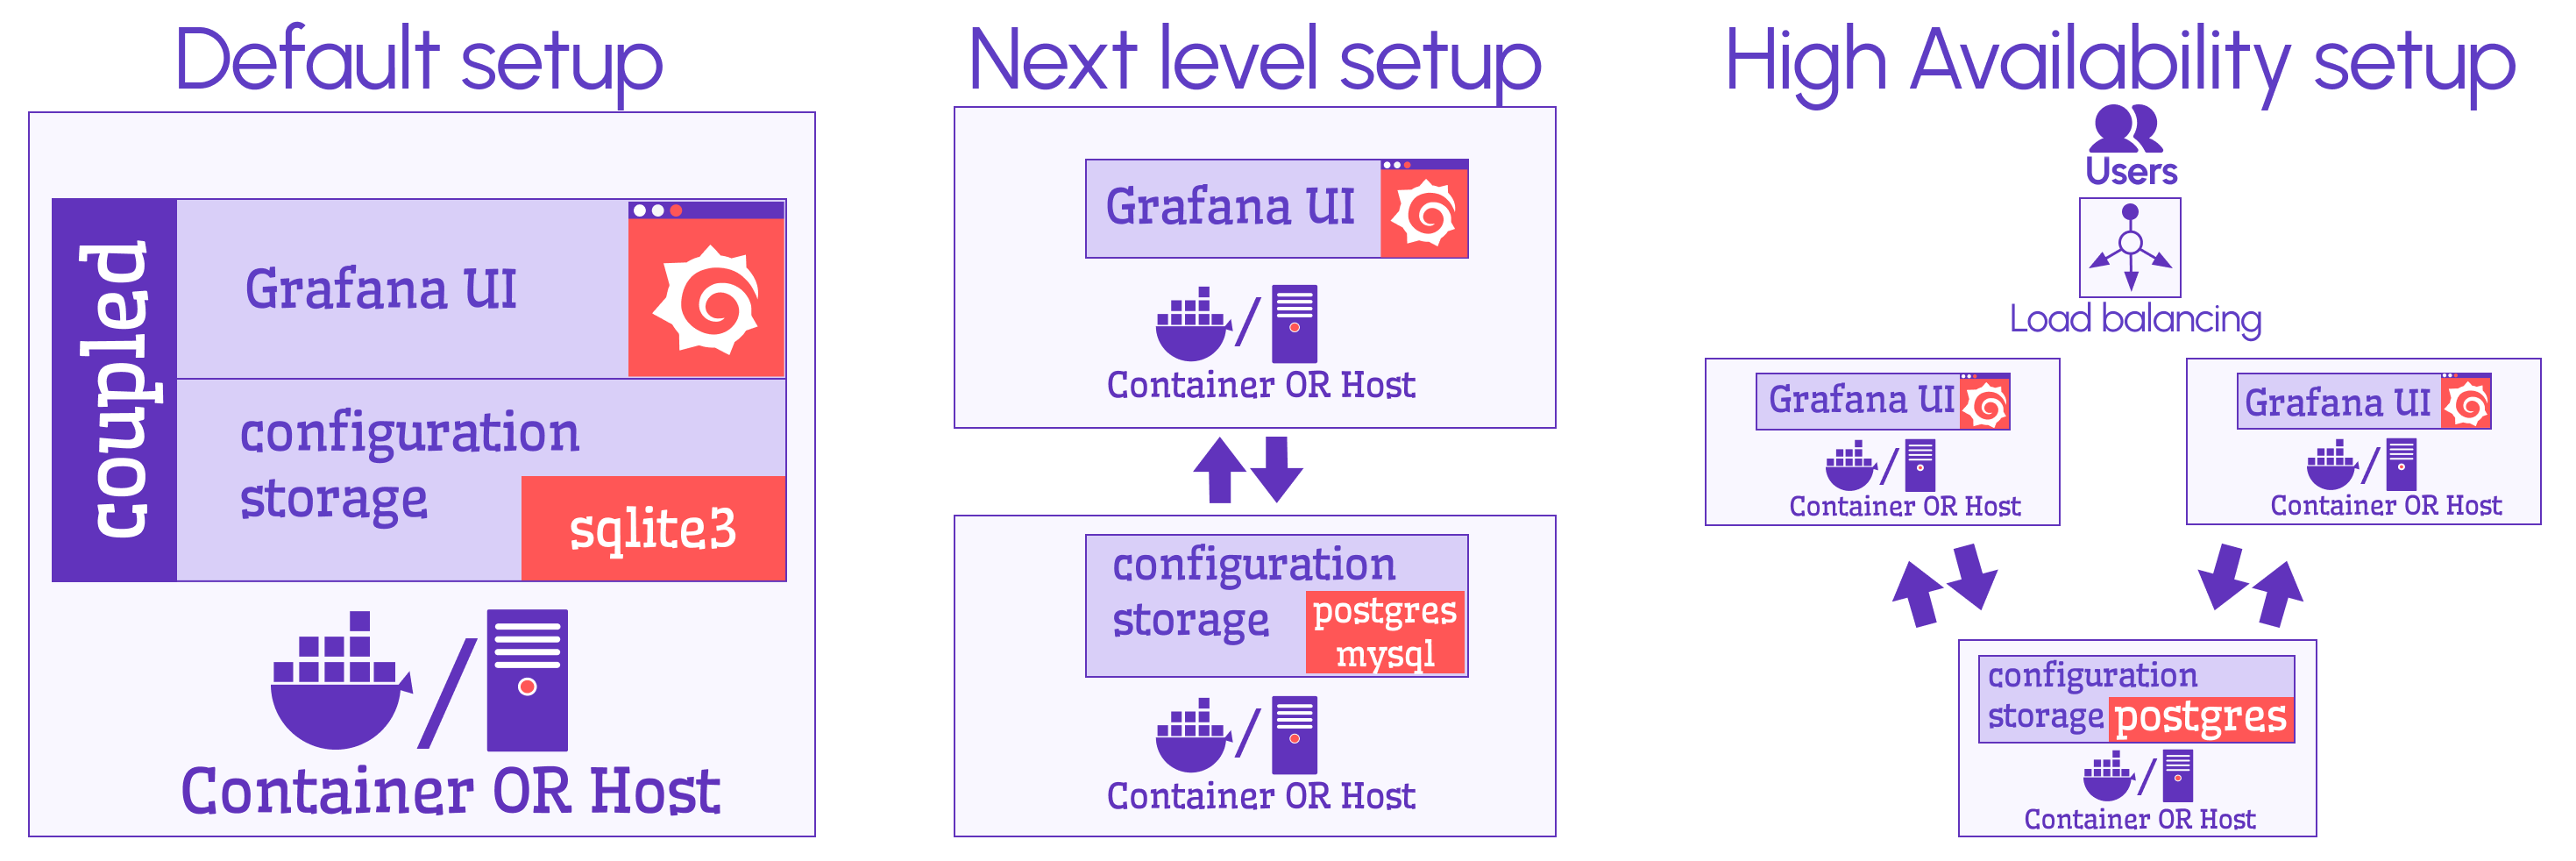 Default setup
coupled
Grafana UI
configuration
storage
sqlite3
Container OR Host
Next level setup
Grafana UI
Container OR Host
configuration
storage
postgres
mysql
Container OR Host
High Availability setup
Users
Load balancing
Grafana UI
Container OR Host
Grafana UI
Container OR Host
configuration
storage postgres
Container OR Host